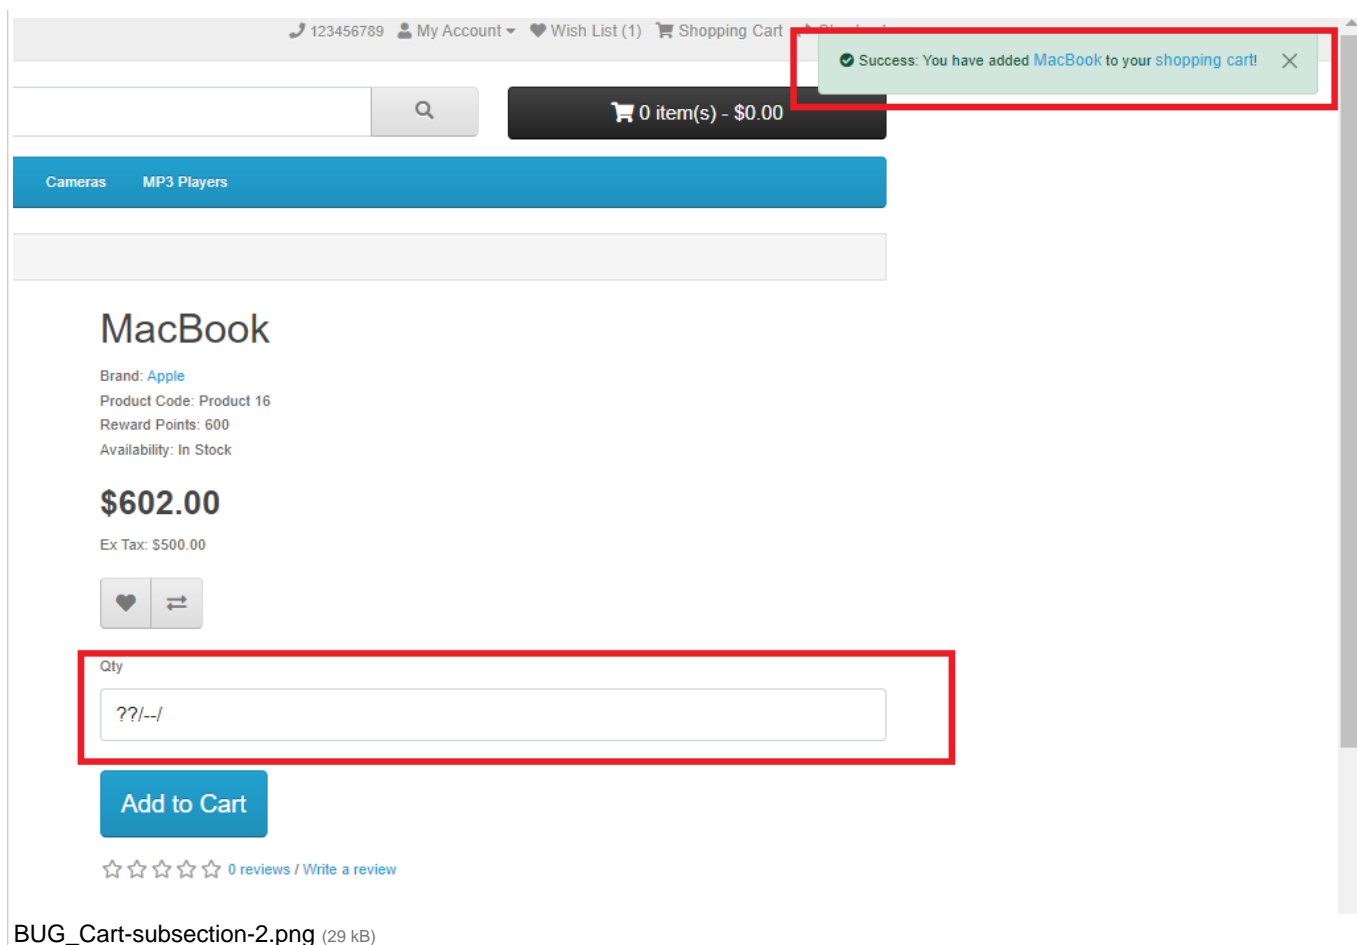 123456789 My Account Wish List (1) Shopping Cart
Success: You have added MacBook to your shopping cart!
0 item(s) - $0.00
Cameras MP3 Players
MacBook
Brand: Apple
Product Code: Product 16
Reward Points: 600
Availability: In Stock
$602.00
Ex Tax: $500.00
Qty
??/--/
Add to Cart
0 reviews / Write a review
BUG_Cart-subsection-2.png (29 kB)